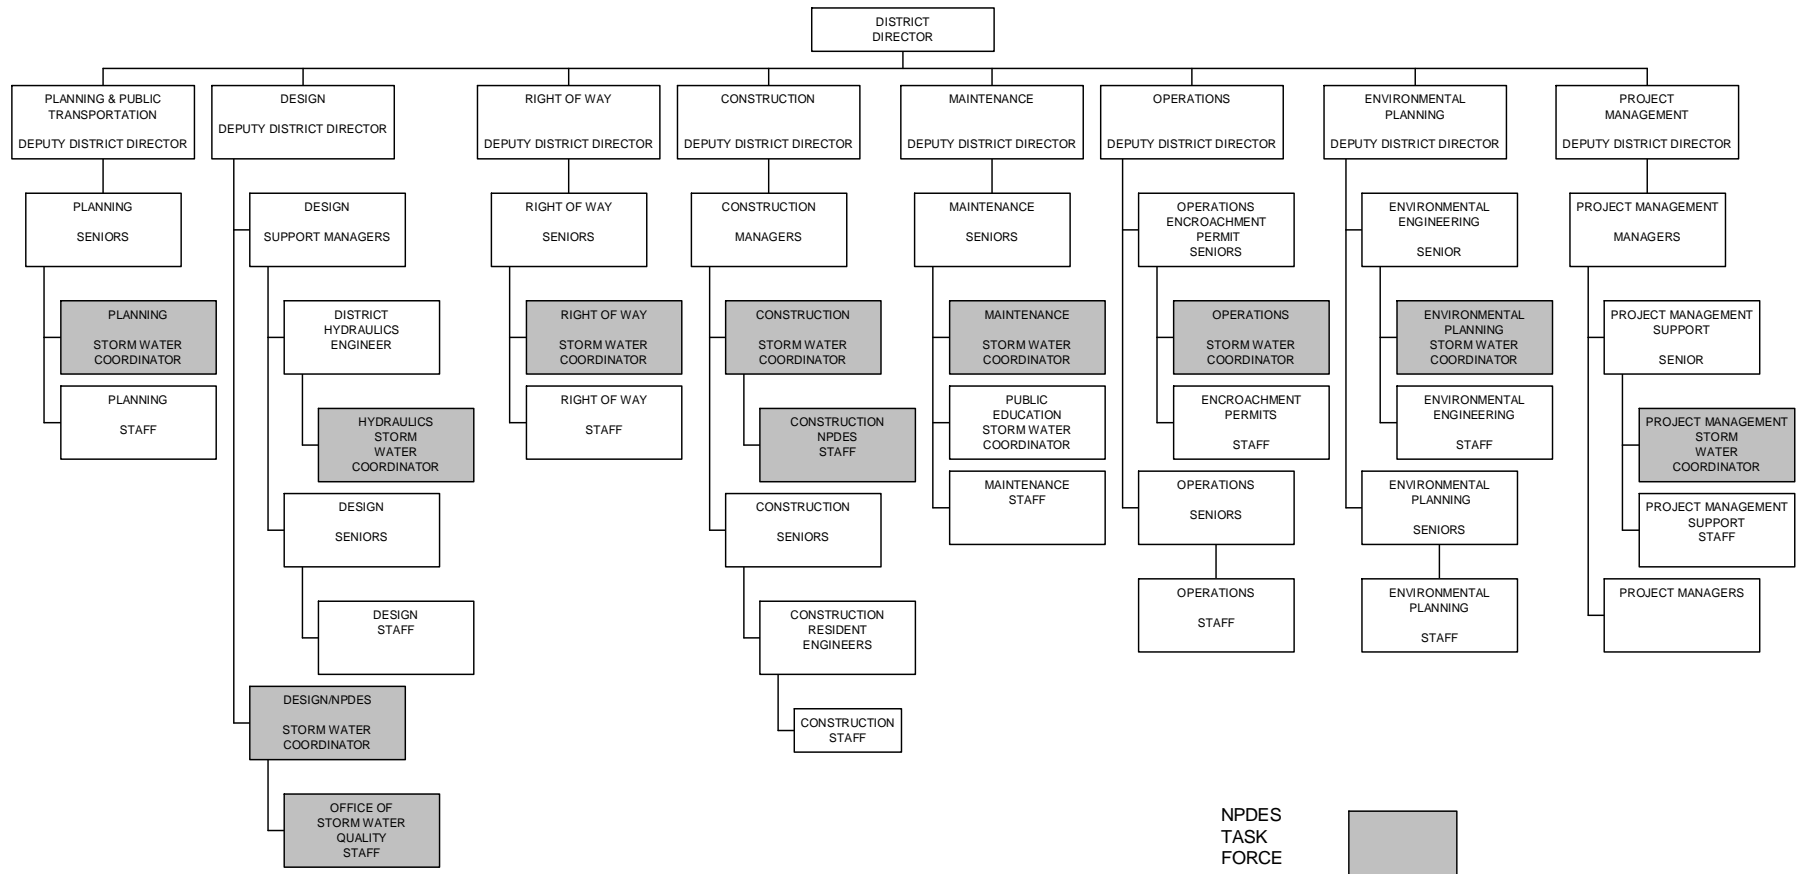 DISTRICT
DIRECTOR
PLANNING & PUBLIC
TRANSPORTATION
DEPUTY DISTRICT DIRECTOR
DESIGN
DEPUTY DISTRICT DIRECTOR
RIGHT OF WAY
DEPUTY DISTRICT DIRECTOR
CONSTRUCTION
DEPUTY DISTRICT DIRECTOR
MAINTENANCE
DEPUTY DISTRICT DIRECTOR
OPERATIONS
DEPUTY DISTRICT DIRECTOR
ENVIRONMENTAL
PLANNING
DEPUTY DISTRICT DIRECTOR
PROJECT
MANAGEMENT
DEPUTY DISTRICT DIRECTOR
PLANNING
SENIORS
DESIGN
SUPPORT MANAGERS
RIGHT OF WAY
SENIORS
CONSTRUCTION
MANAGERS
MAINTENANCE
SENIORS
OPERATIONS
ENCROACHMENT
PERMIT
SENIORS
ENVIRONMENTAL
ENGINEERING
SENIOR
PROJECT MANAGEMENT
MANAGERS
PLANNING
STORM WATER
COORDINATOR
DISTRICT
HYDRAULICS
ENGINEER
RIGHT OF WAY
STORM WATER
COORDINATOR
CONSTRUCTION
STORM WATER
COORDINATOR
MAINTENANCE
STORM WATER
COORDINATOR
OPERATIONS
STORM WATER
COORDINATOR
ENVIRONMENTAL
PLANNING
STORM WATER
COORDINATOR
PROJECT MANAGEMENT
SUPPORT
SENIOR
PLANNING
STAFF
HYDRAULICS
STORM
WATER
COORDINATOR
RIGHT OF WAY
STAFF
CONSTRUCTION
NPDES
STAFF
PUBLIC
EDUCATION
STORM WATER
COORDINATOR
ENCROACHMENT
PERMITS
STAFF
ENVIRONMENTAL
ENGINEERING
STAFF
PROJECT MANAGEMENT
STORM
WATER
COORDINATOR
DESIGN
SENIORS
CONSTRUCTION
SENIORS
MAINTENANCE
STAFF
OPERATIONS
SENIORS
ENVIRONMENTAL
PLANNING
SENIORS
PROJECT MANAGEMENT
SUPPORT
STAFF
DESIGN
STAFF
CONSTRUCTION
RESIDENT
ENGINEERS
OPERATIONS
STAFF
ENVIRONMENTAL
PLANNING
STAFF
PROJECT MANAGERS
DESIGN/NPDES
STORM WATER
COORDINATOR
CONSTRUCTION
STAFF
OFFICE OF
STORM WATER
QUALITY
STAFF
NPDES
TASK
FORCE